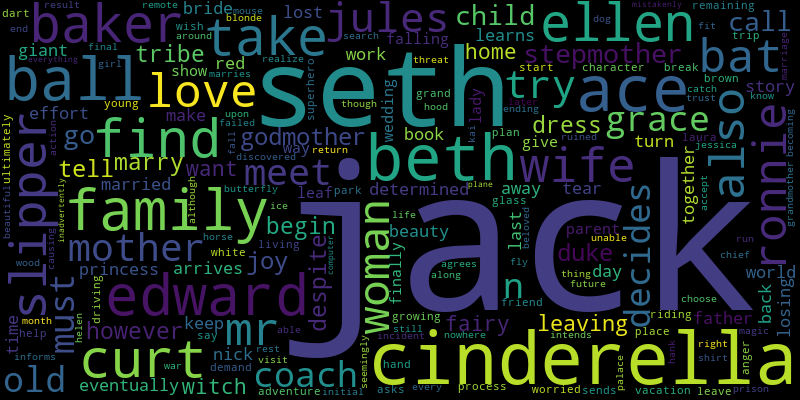 baker take jules child ellen call
dart result remote bride blonde mouse lost wish around search mistakenly dog fit trip remaining
end final girl marries falling learns realize home stepmother bat
giant tribe show red work superhero threat start character break brown story
ball love seth try ace
everything young effort make though grand hood lady kai later ending plan catch trust know marriage
find godmother wedding book dress grace
ultimately slipper go tell marry failed upon fall way return discovered give turn ruined laura jessica also ronnie
action meet beth wife
beautiful married want butterfly leaf park determined away tear together accept becoming grandmother
family although ice life beauty last glass parent unable
inadvertently mother begin woman jack beloved decides
causing wood princess horse white joy living despite computer finally agrees along fly duke day run chief
must arrives plane thing future world
time edward n friend back losing
month driving able growing still fairy leaving riding father magic
help helen however keep mr incident nowhere intends place choose
curt say nick rest coach seemingly cinderella hank shirt right anger
informs war visit demand hand palace
old eventually witch adventure initial asks every process worried sends vacation leave prison